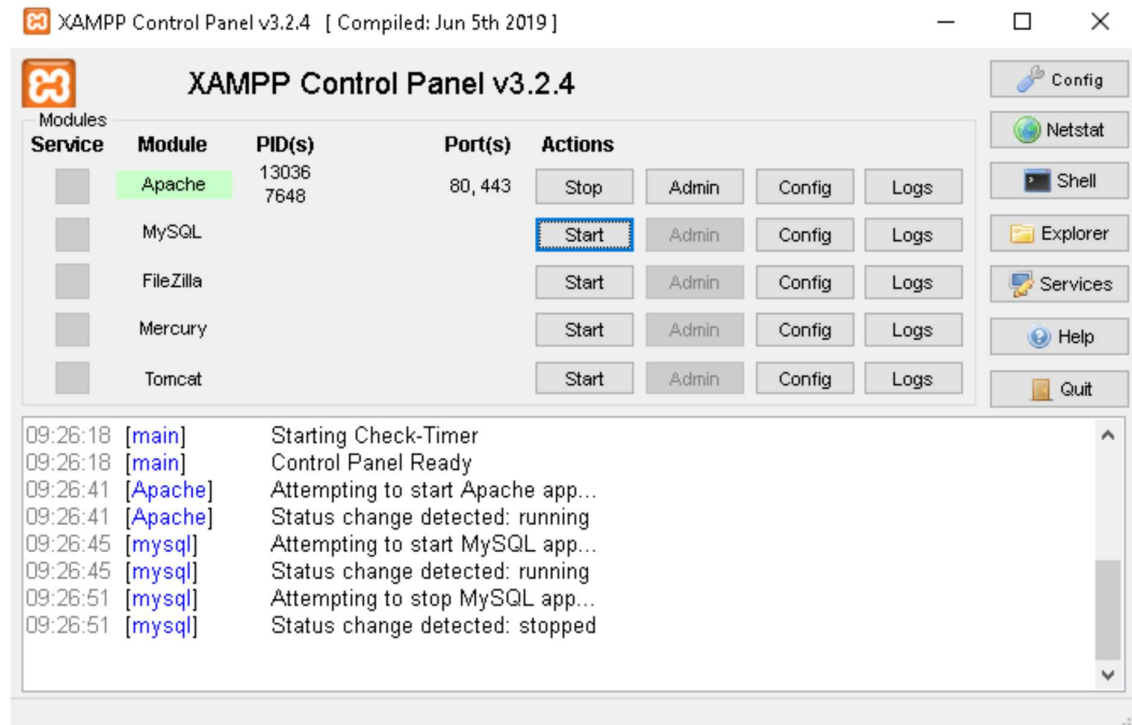 XAMPP Control Panel v3.2.4 [ Compiled: Jun 5th 2019 ]
XAMPP Control Panel v3.2.4
Config
Netstat
Shell
Explorer
Services
Help
Quit
Modules
Service Module PID(s) Port(s) Actions
Apache 13036 7648 80, 443 Stop Admin Config Logs
MySQL Start Admin Config Logs
FileZilla Start Admin Config Logs
Mercury Start Admin Config Logs
Tomcat Start Admin Config Logs
09:26:18 [main] Starting Check-Timer
09:26:18 [main] Control Panel Ready
09:26:41 [Apache] Attempting to start Apache app...
09:26:41 [Apache] Status change detected: running
09:26:45 [mysql] Attempting to start MySQL app...
09:26:45 [mysql] Status change detected: running
09:26:51 [mysql] Attempting to stop MySQL app...
09:26:51 [mysql] Status change detected: stopped